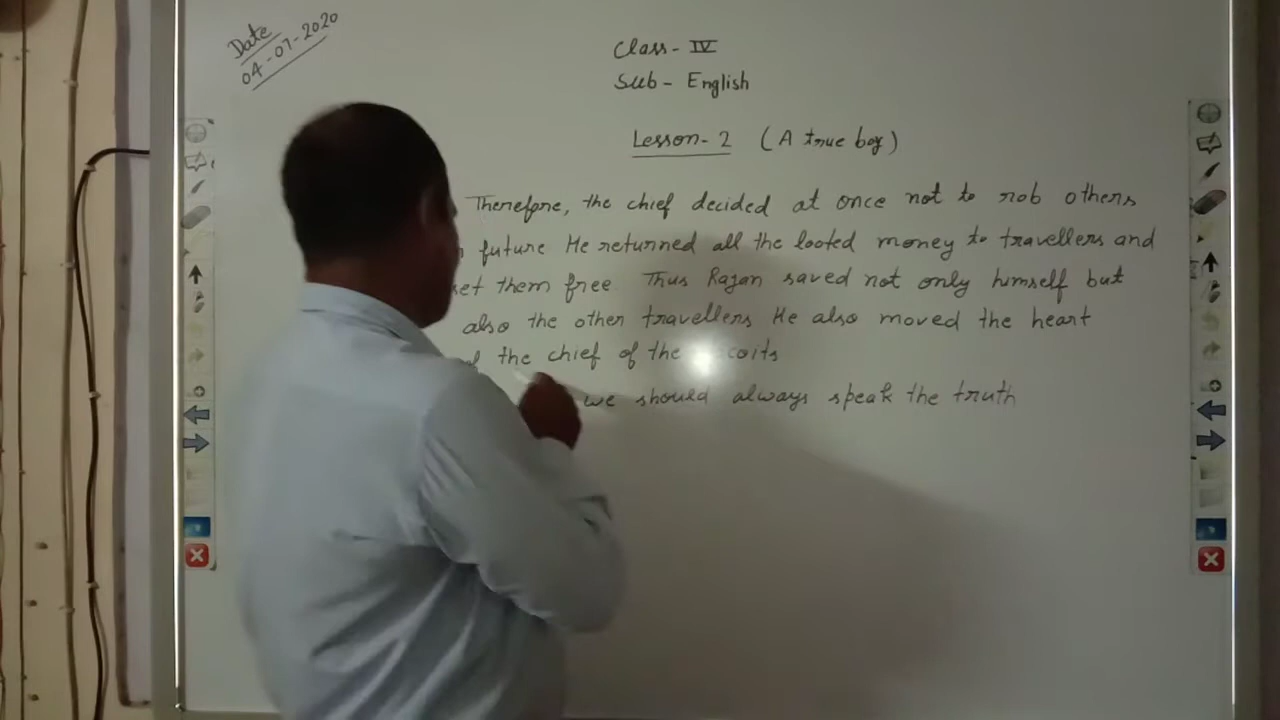 Date
04-07-2020
Class - IV
Sub - English
Lesson - 2 (A true boy)
Therefore, the chief decided at once not to rob others
future He returned all the looted money to travellers and
set them free. Thus Rajan saved not only himself but
also the other travellers. He also moved the heart
of the chief of the
we should always speak the truth